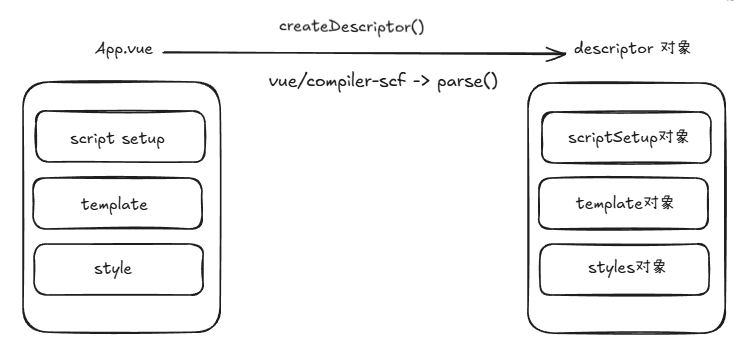 createDescriptor()
App.vue
descriptor 对象
vue/compiler-scf -> parse()
script setup
template
style
scriptSetup对象
template对象
styles对象